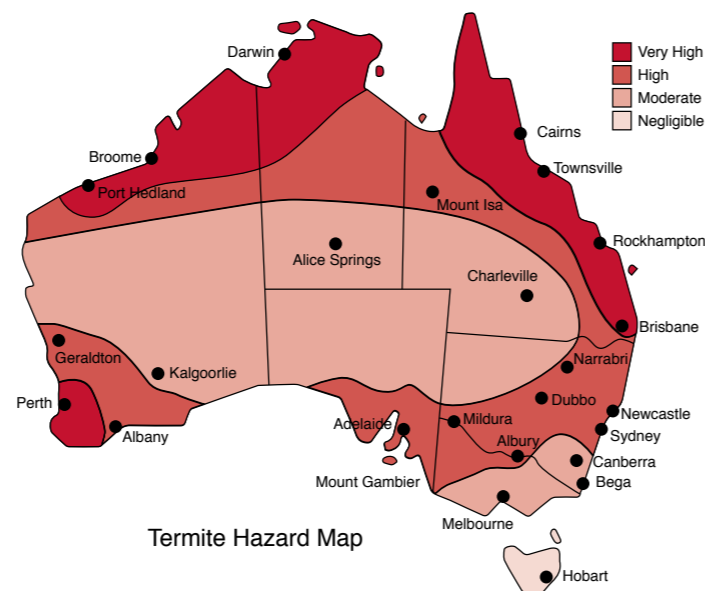 Darwin
Very High
High
Moderate
Negligible
Cairns
Broome
Townsville
Port Hedland
Mount Isa
Rockhampton
Alice Springs
Charleville
Brisbane
Geraldton
Kalgoorlie
Narrabri
Perth
Dubbo
Newcastle
Adelaide
Mildura
Sydney
Albany
Albury
Canberra
Mount Gambier
Bega
Melbourne
Termite Hazard Map
Hobart